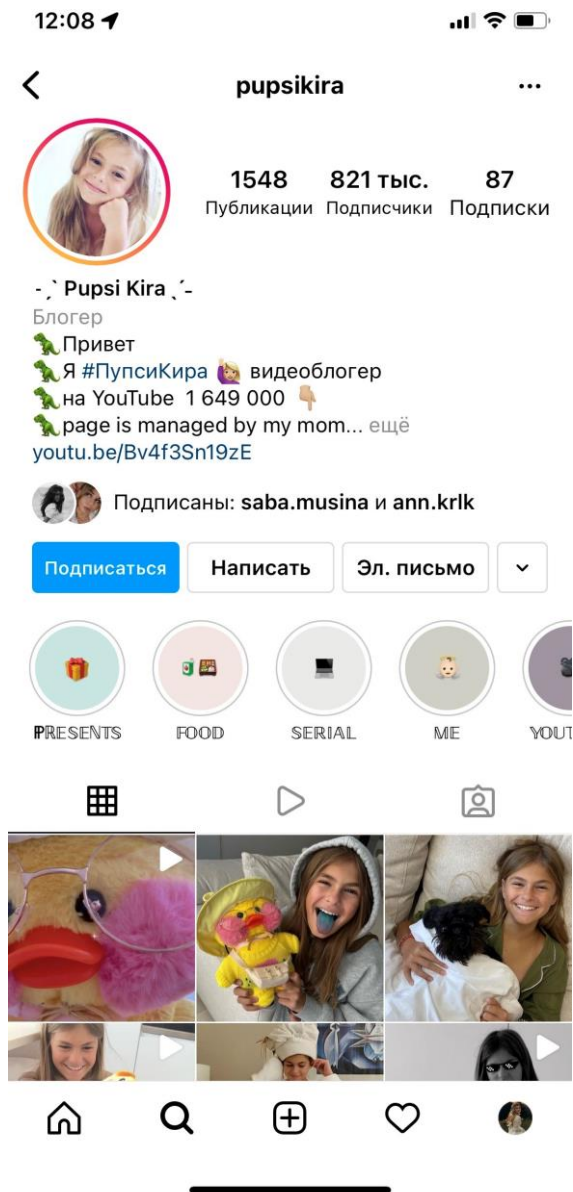 12:08
pupsikira
1548 821 тыс. 87
Публикации Подписчики Подписки
- ˏˋ Pupsi Kira ˎˊ-
Блогер
🦖Привет
🦖Я #ПупсиКира 🙋🏼‍♀️ видеоблогер
🦖на YouTube 1 649 000 👇🏼
🦖page is managed by my mom... ещё
youtu.be/Bv4f3Sn19zE
Подписаны: saba.musina и ann.krlk
Подписаться Написать Эл. письмо
ℙℝ𝔼𝕊𝔼ℕ𝕋𝕊 𝔽𝕆𝕆𝔻 𝕊𝔼ℝ𝕀𝔸𝕃 𝕄𝔼 𝕐𝕆𝕌𝕋